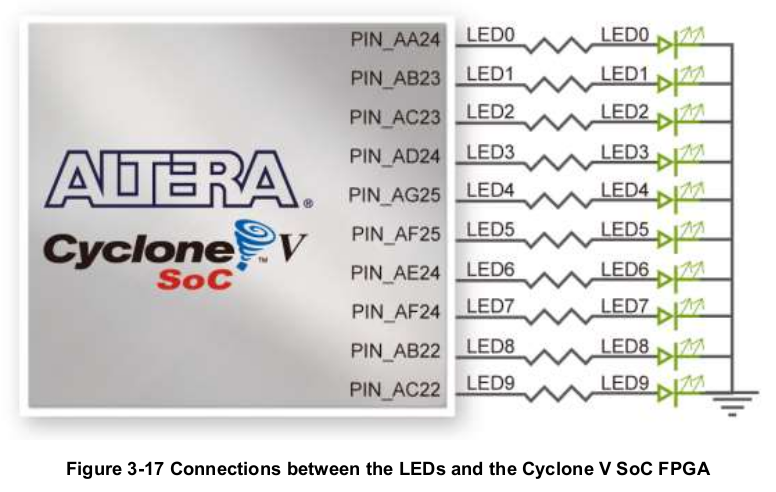 PIN_AA24 LED0 LED0
PIN_AB23 LED1 LED1
PIN_AC23 LED2 LED2
PIN_AD24 LED3 LED3
PIN_AG25 LED4 LED4
PIN_AF25 LED5 LED5
PIN_AE24 LED6 LED6
PIN_AF24 LED7 LED7
PIN_AB22 LED8 LED8
PIN_AC22 LED9 LED9
ALTERA®
Cyclone™ V
SoC
Figure 3-17 Connections between the LEDs and the Cyclone V SoC FPGA